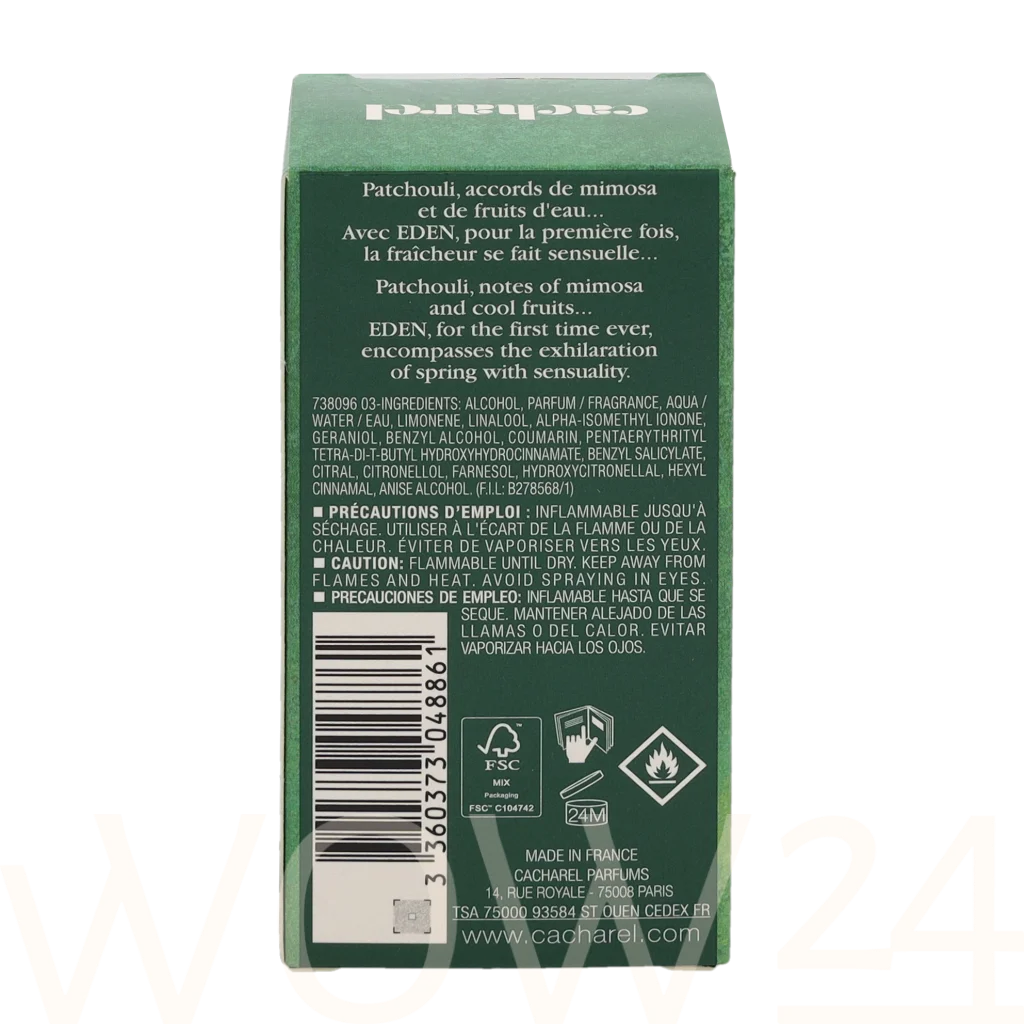 cacharel
Patchouli, accords de mimosa
et de fruits d'eau...
Avec EDEN, pour la première fois,
la fraîcheur se fait sensuelle...
Patchouli, notes of mimosa
and cool fruits...
EDEN, for the first time ever,
encompasses the exhilaration
of spring with sensuality.
738096 03-INGREDIENTS: ALCOHOL, PARFUM / FRAGRANCE, AQUA /
WATER / EAU, LIMONENE, LINALOOL, ALPHA-ISOMETHYL IONONE,
GERANIOL, BENZYL ALCOHOL, COUMARIN, PENTAERYTHRITYL
TETRA-DI-T-BUTYL HYDROXYHYDROCINNAMATE, BENZYL SALICYLATE,
CITRAL, CITRONELLOL, FARNESOL, HYDROXYCITRONELLAL, HEXYL
CINNAMAL, ANISE ALCOHOL. (F.I.L: B278568/1)
■ PRÉCAUTIONS D'EMPLOI : INFLAMMABLE JUSQU'À
SÉCHAGE. UTILISER À L'ÉCART DE LA FLAMME OU DE LA
CHALEUR. ÉVITER DE VAPORISER VERS LES YEUX.
■ CAUTION: FLAMMABLE UNTIL DRY. KEEP AWAY FROM
FLAMES AND HEAT. AVOID SPRAYING IN EYES.
■ PRECAUCIONES DE EMPLEO: INFLAMABLE HASTA QUE SE
SEQUE. MANTENER ALEJADO DE LAS
LLAMAS O DEL CALOR. EVITAR
VAPORIZAR HACIA LOS OJOS.
3 360373 048861
FSC
MIX
Packaging
FSC™ C104742
24M
MADE IN FRANCE
CACHAREL PARFUMS
14, RUE ROYALE - 75008 PARIS
TSA 75000 93584 ST OUEN CEDEX FR
www.cacharel.com
WOW24